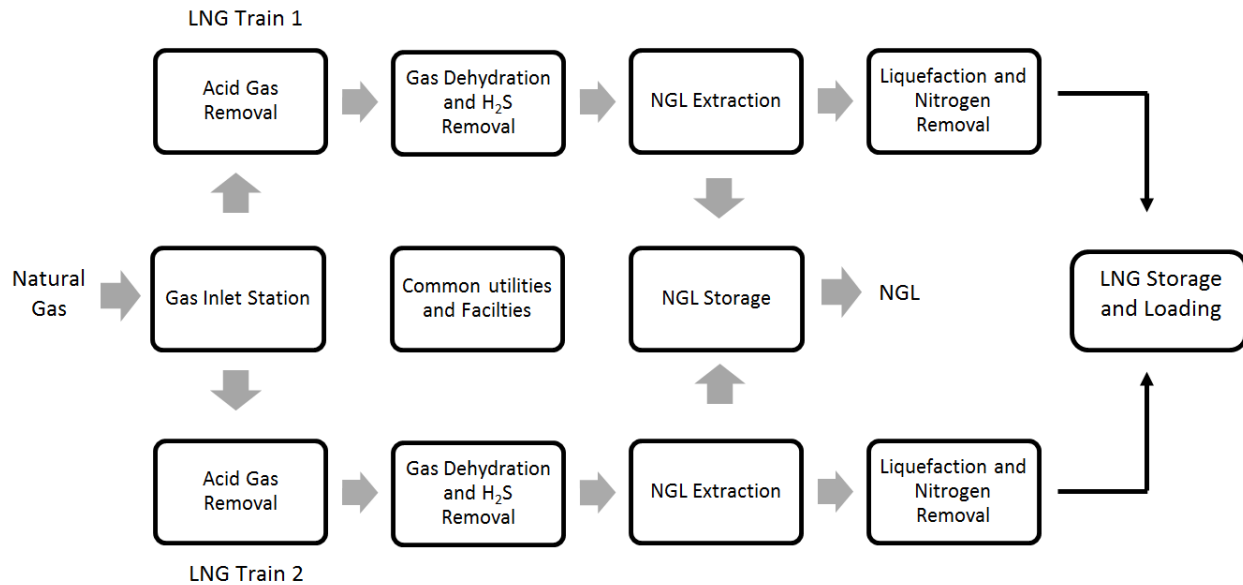 LNG Train 1
Acid Gas
Removal
Gas Dehydration
and H₂S
Removal
NGL Extraction
Liquefaction and
Nitrogen
Removal
Natural
Gas
Gas Inlet Station
Common utilities
and Facilties
NGL Storage
NGL
LNG Storage
and Loading
Acid Gas
Removal
Gas Dehydration
and H₂S
Removal
NGL Extraction
Liquefaction and
Nitrogen
Removal
LNG Train 2